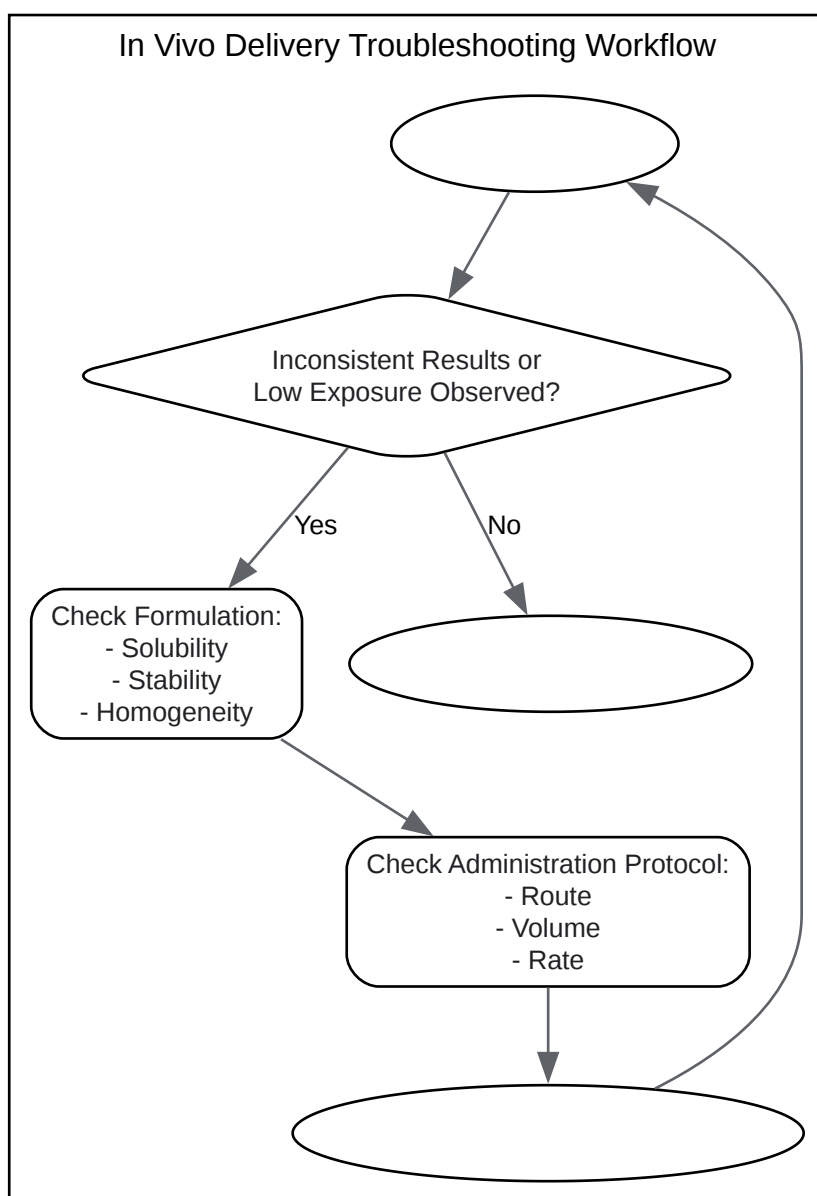 In Vivo Delivery Troubleshooting Workflow
Inconsistent Results or
Low Exposure Observed?
Yes
No
Check Formulation:
- Solubility
- Stability
- Homogeneity
Check Administration Protocol:
- Route
- Volume
- Rate